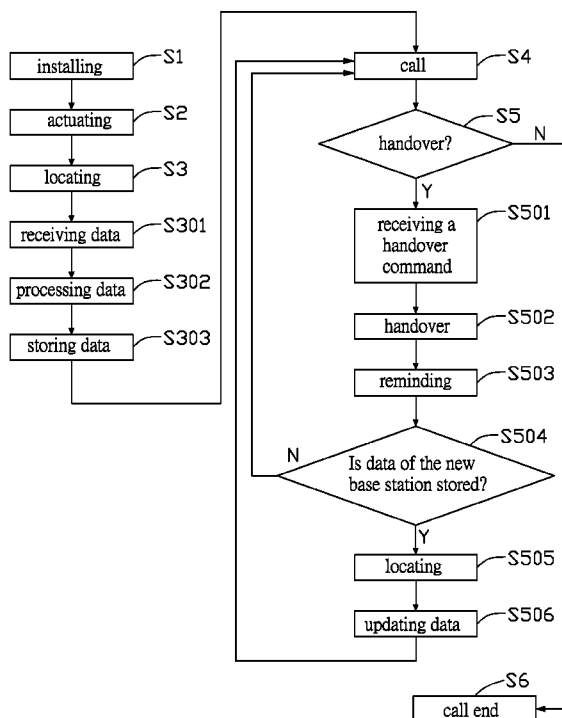 installing
S1
actuating
S2
locating
S3
receiving data
S301
processing data
S302
storing data
S303
call
S4
handover?
S5
N
Y
receiving a
handover
command
S501
handover
S502
reminding
S503
Is data of the new
base station stored?
S504
N
Y
locating
S505
updating data
S506
call end
S6